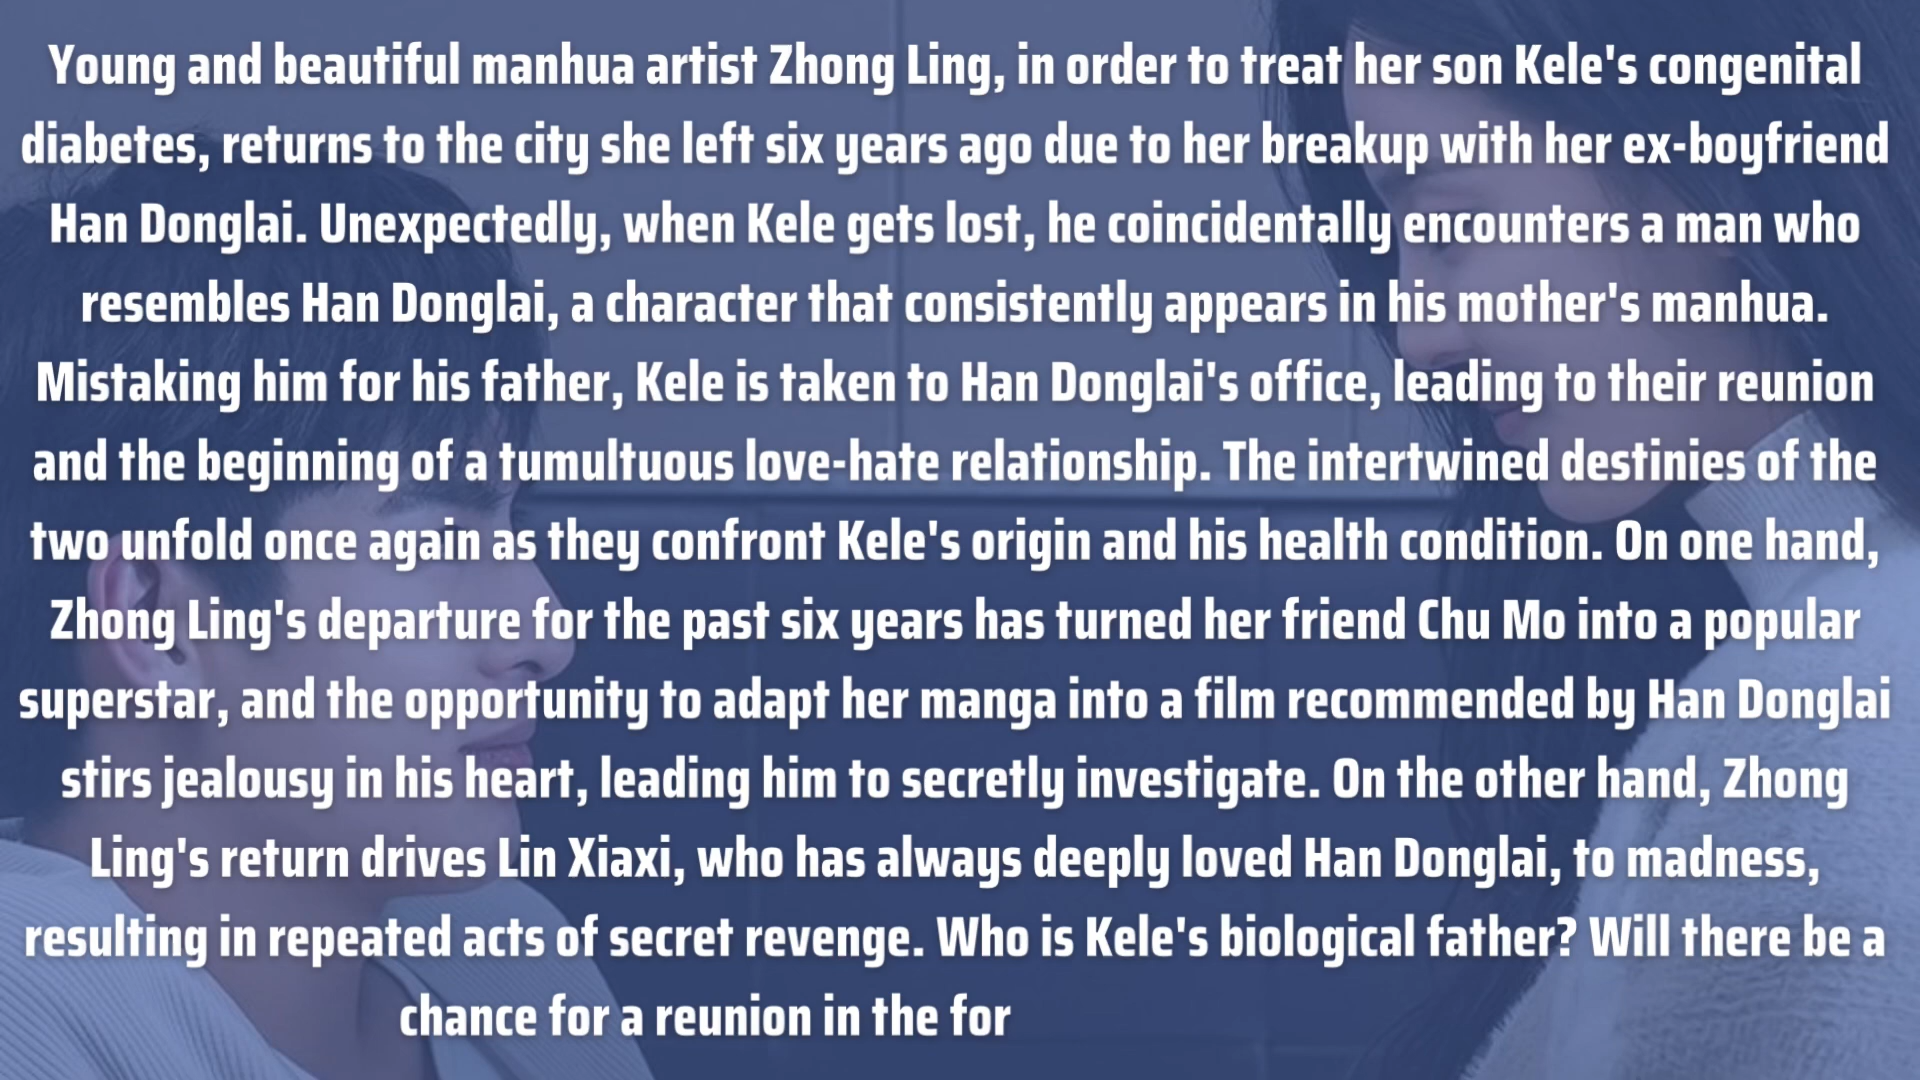 Young and beautiful manhua artist Zhong Ling, in order to treat her son Kele's congenital
diabetes, returns to the city she left six years ago due to her breakup with her ex-boyfriend
Han Donglai. Unexpectedly, when Kele gets lost, he coincidentally encounters a man who
resembles Han Donglai, a character that consistently appears in his mother's manhua.
Mistaking him for his father, Kele is taken to Han Donglai's office, leading to their reunion
and the beginning of a tumultuous love-hate relationship. The intertwined destinies of the
two unfold once again as they confront Kele's origin and his health condition. On one hand,
Zhong Ling's departure for the past six years has turned her friend Chu Mo into a popular
superstar, and the opportunity to adapt her manga into a film recommended by Han Donglai
stirs jealousy in his heart, leading him to secretly investigate. On the other hand, Zhong
Ling's return drives Lin Xiaxi, who has always deeply loved Han Donglai, to madness,
resulting in repeated acts of secret revenge. Who is Kele's biological father? Will there be a
chance for a reunion in the for